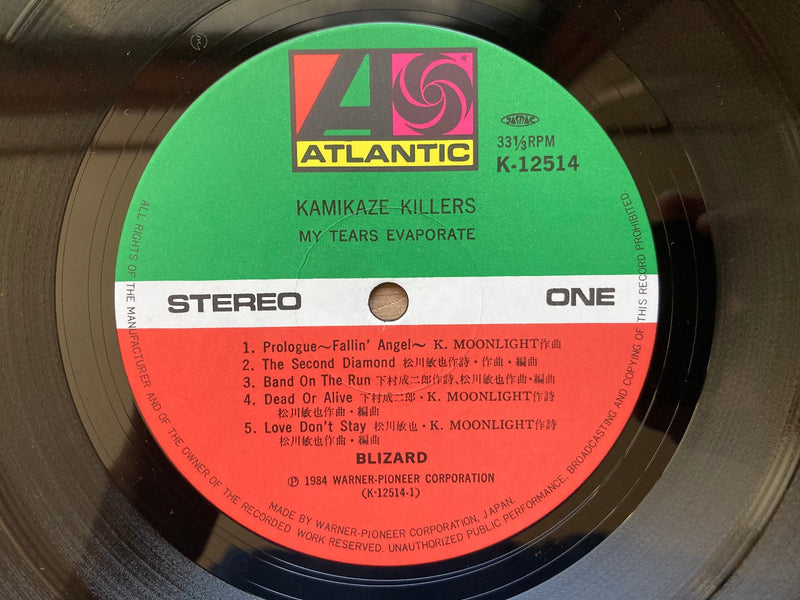 ATLANTIC
JASRAC
33⅓RPM
K-12514
KAMIKAZE KILLERS
MY TEARS EVAPORATE
STEREO
ONE
1. Prologue〜Fallin' Angel〜 K. MOONLIGHT作曲
2. The Second Diamond 松川敏也作詩・作曲・編曲
3. Band On The Run 下村成二郎作詩、松川敏也作曲・編曲
4. Dead Or Alive 下村成二郎・K. MOONLIGHT作詩
松川敏也作曲・編曲
5. Love Don't Stay 松川敏也・K. MOONLIGHT作詩
松川敏也作曲・編曲
BLIZARD
Ⓟ 1984 WARNER-PIONEER CORPORATION
(K-12514-1)
MADE BY WARNER-PIONEER CORPORATION, JAPAN.
ALL RIGHTS OF THE MANUFACTURER AND OF THE OWNER OF THE RECORDED WORK RESERVED. UNAUTHORIZED PUBLIC PERFORMANCE, BROADCASTING AND COPYING OF THIS RECORD PROHIBITED.